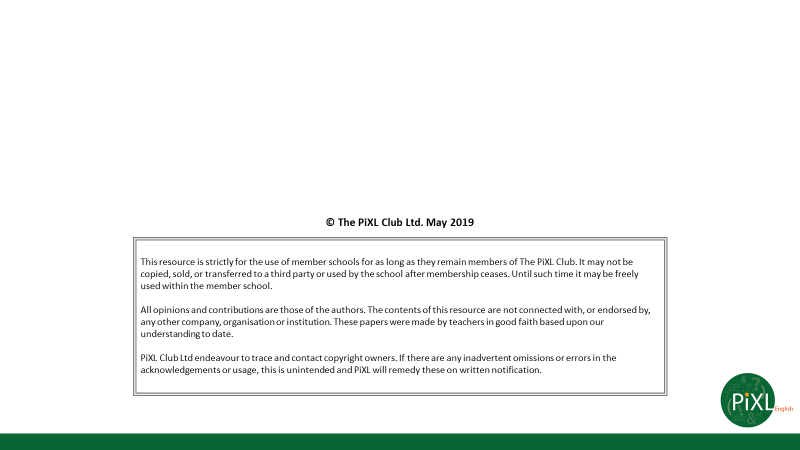 © The PiXL Club Ltd. May 2019
This resource is strictly for the use of member schools for as long as they remain members of The PiXL Club. It may not be
copied, sold, or transferred to a third party or used by the school after membership ceases. Until such time it may be freely
used within the member school.
All opinions and contributions are those of the authors. The contents of this resource are not connected with, or endorsed by,
any other company, organisation or institution. These papers were made by teachers in good faith based upon our
understanding to date.
PiXL Club Ltd endeavour to trace and contact copyright owners. If there are any inadvertent omissions or errors in the
acknowledgements or usage, this is unintended and PiXL will remedy these on written notification.
PiXL
English